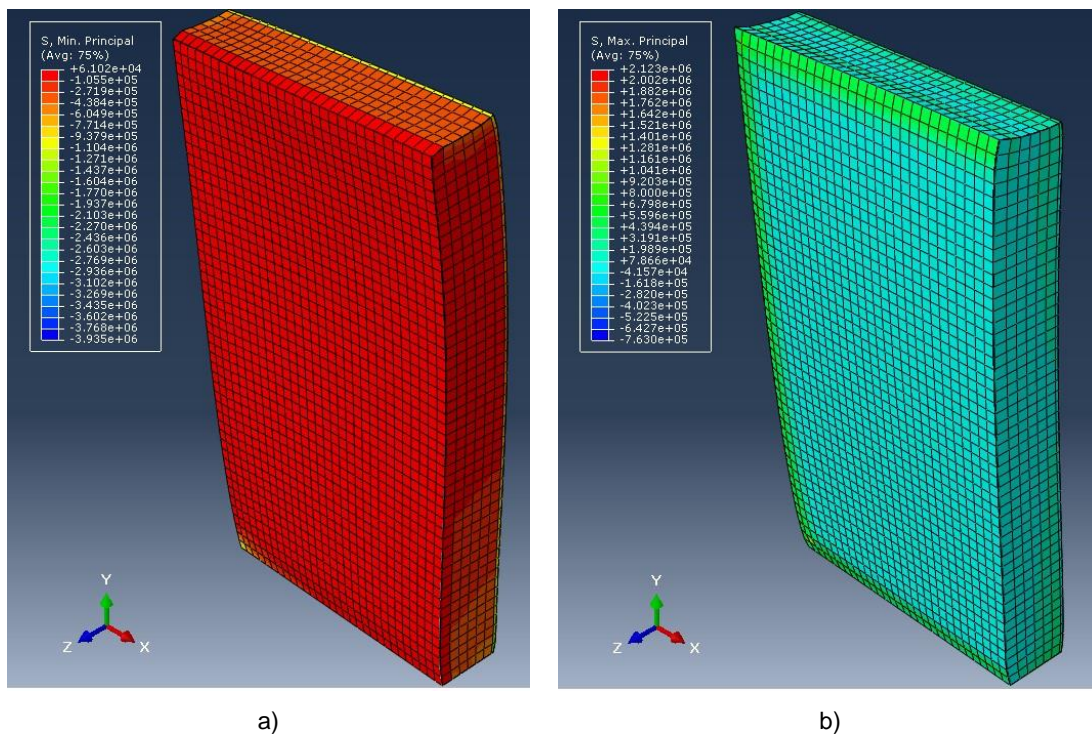 S, Min. Principal
(Avg: 75%)
+6.102e+04
-1.055e+05
-2.719e+05
-4.384e+05
-6.049e+05
-7.714e+05
-9.379e+05
-1.104e+06
-1.271e+06
-1.437e+06
-1.604e+06
-1.770e+06
-1.937e+06
-2.103e+06
-2.270e+06
-2.436e+06
-2.603e+06
-2.769e+06
-2.936e+06
-3.102e+06
-3.269e+06
-3.435e+06
-3.602e+06
-3.768e+06
-3.935e+06
Y
Z
X
a)
S, Max. Principal
(Avg: 75%)
+2.123e+06
+2.002e+06
+1.882e+06
+1.762e+06
+1.642e+06
+1.521e+06
+1.401e+06
+1.281e+06
+1.161e+06
+1.041e+06
+9.203e+05
+8.000e+05
+6.798e+05
+5.596e+05
+4.394e+05
+3.191e+05
+1.989e+05
+7.866e+04
-4.157e+04
-1.618e+05
-2.820e+05
-4.023e+05
-5.225e+05
-6.427e+05
-7.630e+05
Y
Z
X
b)